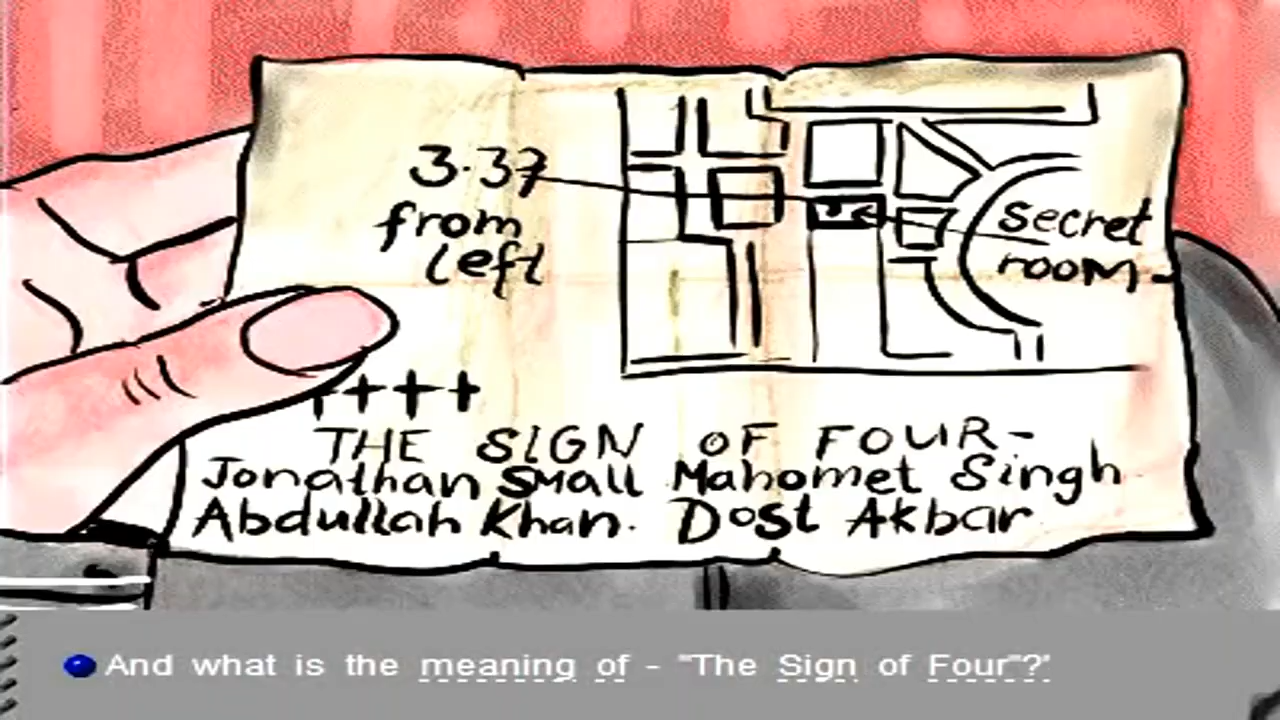 3.37
from
left
secret
room
++++
THE SIGN OF FOUR-
Jonathan Small Mahomet Singh
Abdullah Khan. Dost Akbar
And what is the meaning of - "The Sign of Four"?'